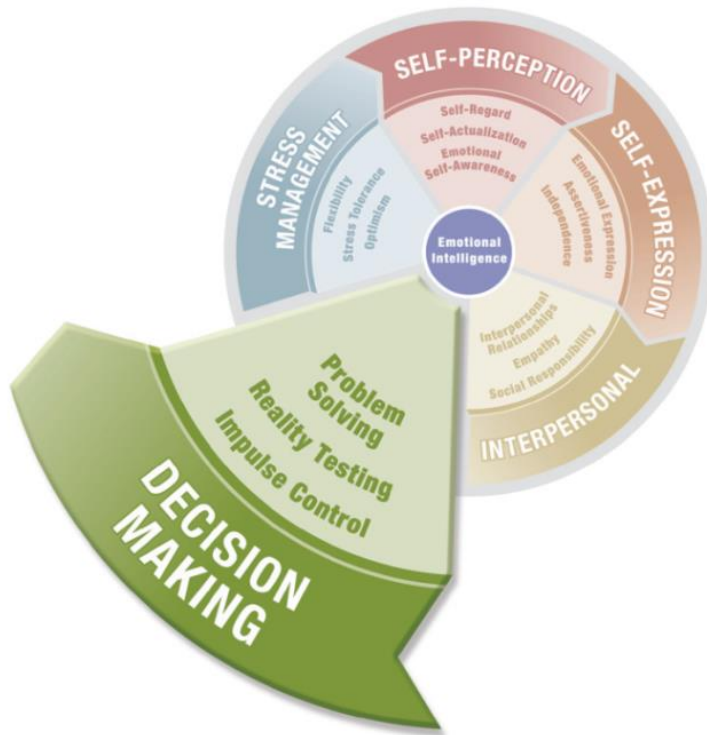 SELF-PERCEPTION
Self-Regard
Self-Actualization
Emotional
Self-Awareness
SELF-EXPRESSION
Emotional Expression
Assertiveness
Independence
INTERPERSONAL
Interpersonal
Relationships
Empathy
Social Responsibility
DECISION
MAKING
Problem
Solving
Reality Testing
Impulse Control
STRESS
MANAGEMENT
Flexibility
Stress Tolerance
Optimism
Emotional
Intelligence